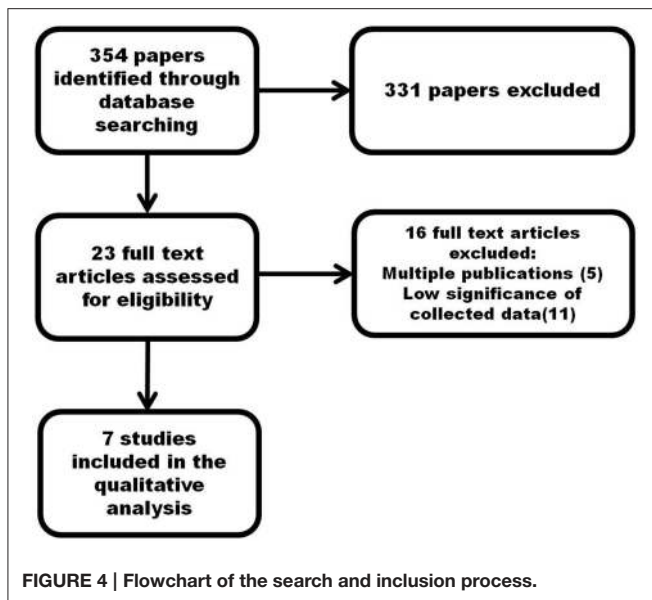 354 papers
identified through
database
searching
331 papers excluded
23 full text
articles assessed
for eligibility
16 full text articles
excluded:
Multiple publications (5)
Low significance of
collected data(11)
7 studies
included in the
qualitative
analysis
FIGURE 4 | Flowchart of the search and inclusion process.